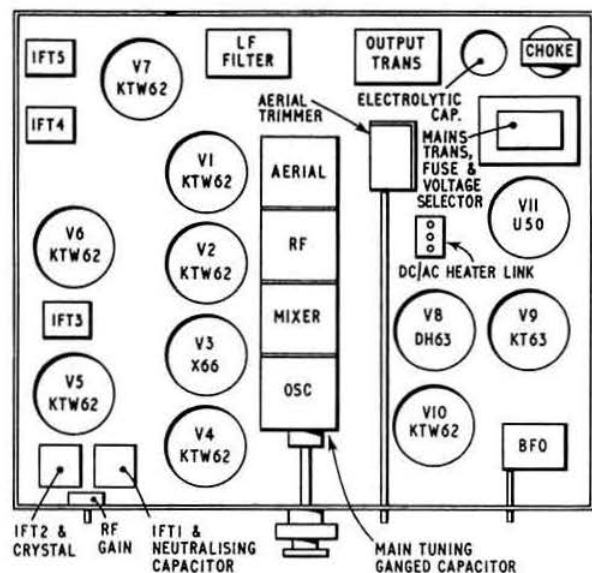 IFT5
V7
KTW62
LF
FILTER
OUTPUT
TRANS
CHOKE
ELECTROLYTIC
CAP.
AERIAL
TRIMMER
IFT4
MAINS
TRANS,
FUSE &
VOLTAGE
SELECTOR
V1
KTW62
AERIAL
V11
U50
V6
KTW62
V2
KTW62
RF
DC/AC HEATER LINK
IFT3
V3
X66
MIXER
V8
DH63
V9
KT63
V5
KTW62
V4
KTW62
OSC
V10
KTW62
BFO
IFT2 &
CRYSTAL
RF
GAIN
IFT1 &
NEUTRALISING
CAPACITOR
MAIN TUNING
GANGED CAPACITOR